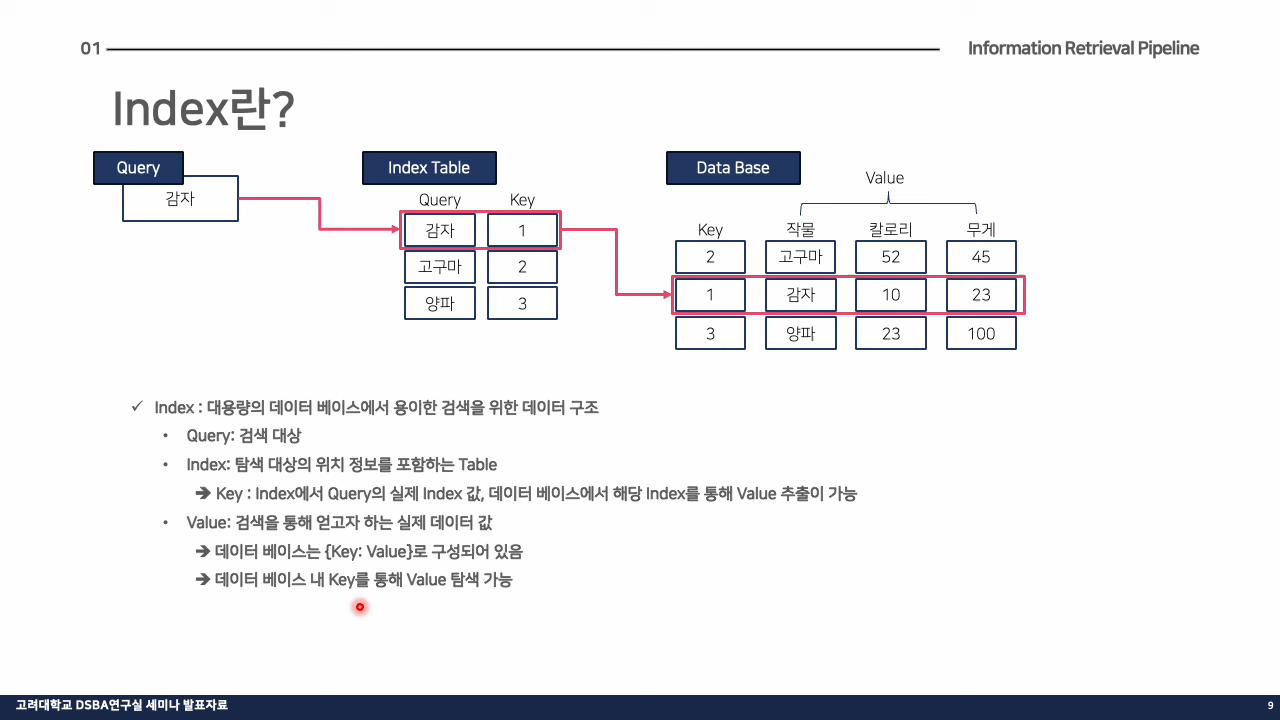 01
Information Retrieval Pipeline
Index란?
Query
감자
Index Table
Query Key
감자 1
고구마 2
양파 3
Data Base
Value
Key 작물 칼로리 무게
2 고구마 52 45
1 감자 10 23
3 양파 23 100
✓ Index : 대용량의 데이터 베이스에서 용이한 검색을 위한 데이터 구조
• Query: 검색 대상
• Index: 탐색 대상의 위치 정보를 포함하는 Table
➔ Key : Index에서 Query의 실제 Index 값, 데이터 베이스에서 해당 Index를 통해 Value 추출이 가능
• Value: 검색을 통해 얻고자 하는 실제 데이터 값
➔ 데이터 베이스는 {Key: Value}로 구성되어 있음
➔ 데이터 베이스 내 Key를 통해 Value 탐색 가능
고려대학교 DSBA연구실 세미나 발표자료
9